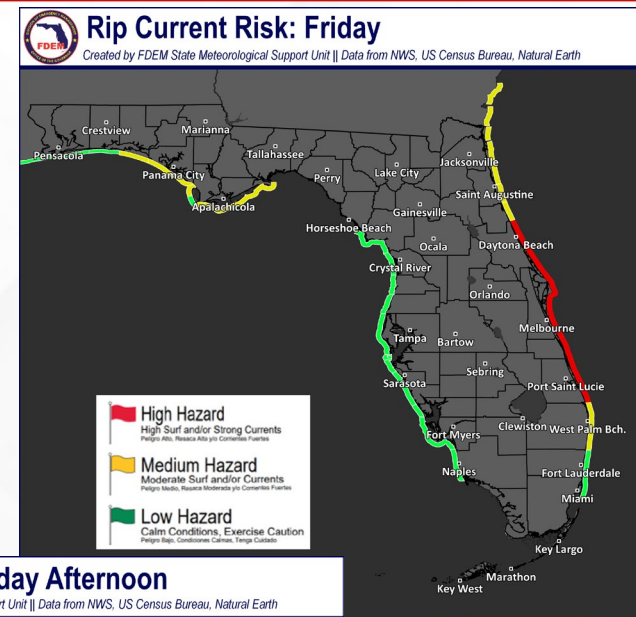 Rip Current Risk: Friday
Created by FDEM State Meteorological Support Unit || Data from NWS, US Census Bureau, Natural Earth
FDEM
Crestview
Marianna
Pensacola
Tallahassee
Jacksonville
Panama City
Perry
Lake City
Saint Augustine
Apalachicola
Gainesville
Horseshoe Beach
Ocala
Daytona Beach
Crystal River
Orlando
Melbourne
Tampa
Bartow
Sebring
Sarasota
Port Saint Lucie
Fort Myers
Clewiston
West Palm Bch.
Naples
Fort Lauderdale
Miami
Key Largo
Marathon
Key West
High Hazard
High Surf and/or Strong Currents
Peligro Alto, Resaca Alta y/o Corrientes Fuertes
Medium Hazard
Moderate Surf and/or Currents
Peligro Medio, Resaca Moderada y/o Corrientes Fuertes
Low Hazard
Calm Conditions, Exercise Caution
Peligro Bajo, Condiciones Calmas, Tenga Cuidado
day Afternoon
rt Unit || Data from NWS, US Census Bureau, Natural Earth